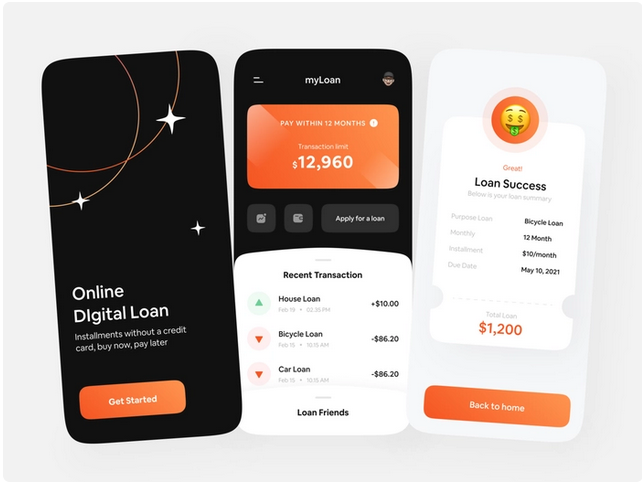 Online
DIgital Loan
Installments without a credit
card, buy now, pay later
Get Started
myLoan
PAY WITHIN 12 MONTHS
Transaction limit
$12,960
Apply for a loan
Recent Transaction
House Loan
+$10.00
Feb 19 • 02.35 PM
Bicycle Loan
-$86.20
Feb 15 • 10.15 AM
Car Loan
-$86.20
Feb 15 • 10.15 AM
Loan Friends
Great!
Loan Success
Below is your loan summary
Purpose Loan Bicycle Loan
Monthly 12 Month
Installment $10/month
Due Date May 10, 2021
Total Loan
$1,200
Back to home